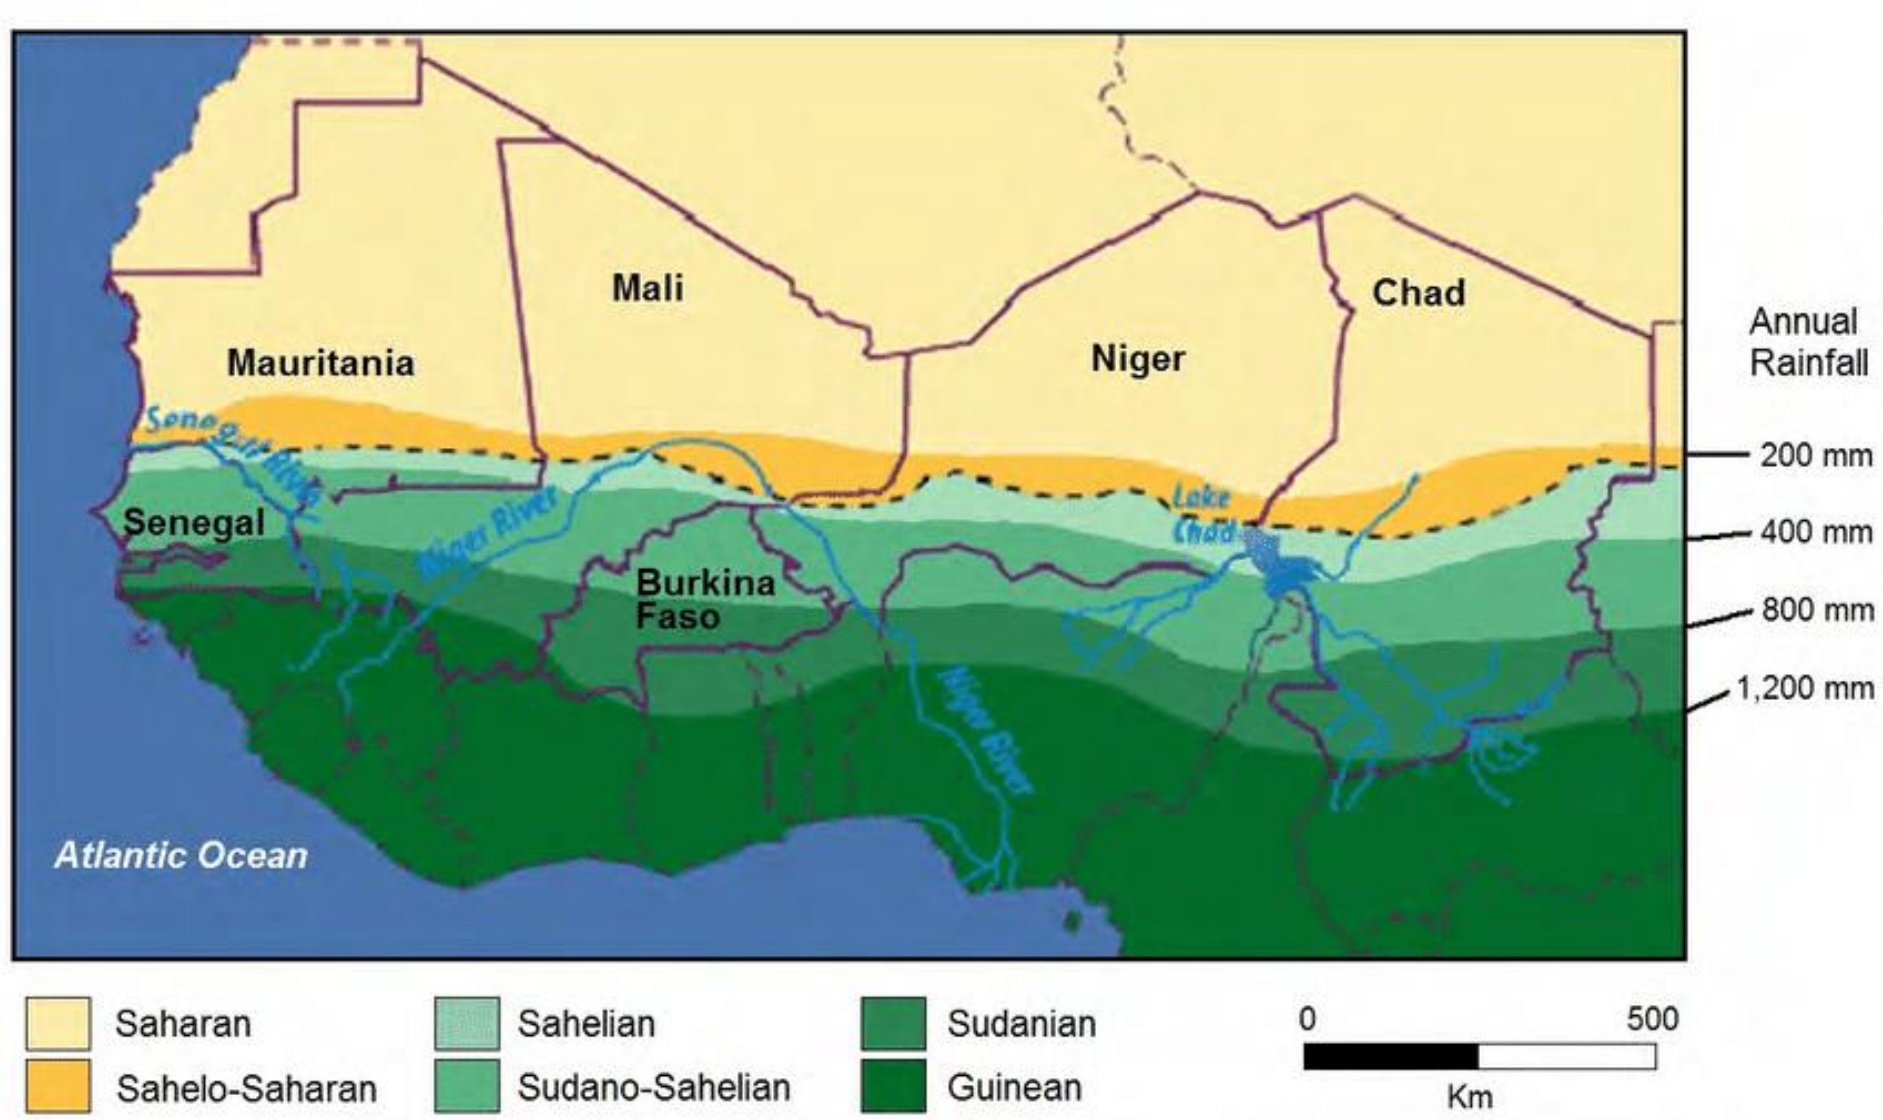 Mali
Chad
Mauritania
Niger
Annual
Rainfall
Senegal River
200 mm
Lake
Chad
Senegal
Niger River
400 mm
Burkina
Faso
800 mm
Niger River
1,200 mm
Atlantic Ocean
Saharan
Sahelian
Sudanian
0 500
Sahelo-Saharan
Sudano-Sahelian
Guinean
Km